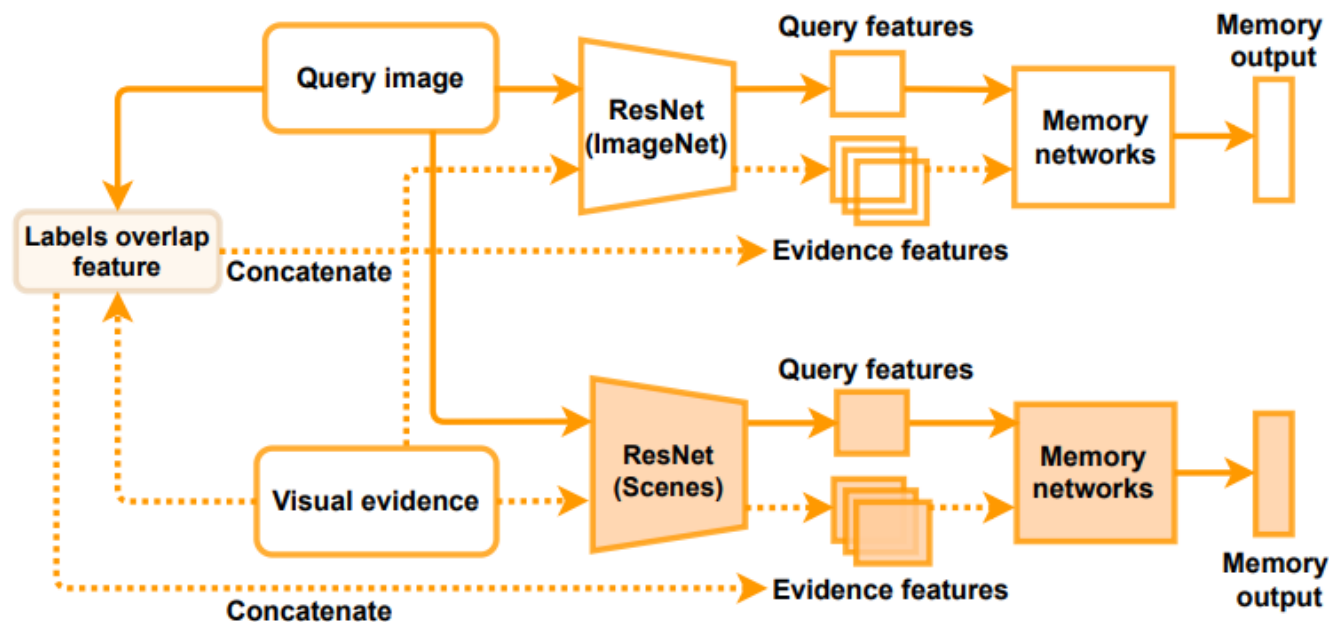 Query image
ResNet
(ImageNet)
Query features
Memory
networks
Memory
output
Labels overlap
feature
Concatenate
Evidence features
Visual evidence
ResNet
(Scenes)
Query features
Memory
networks
Evidence features
Concatenate
Memory
output